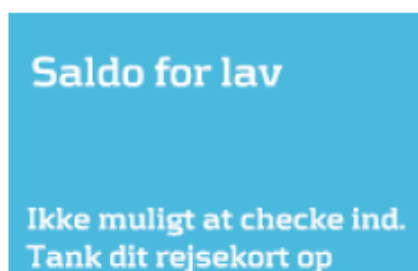 Saldo for lav
Ikke muligt at checke ind.
Tank dit rejsekort op